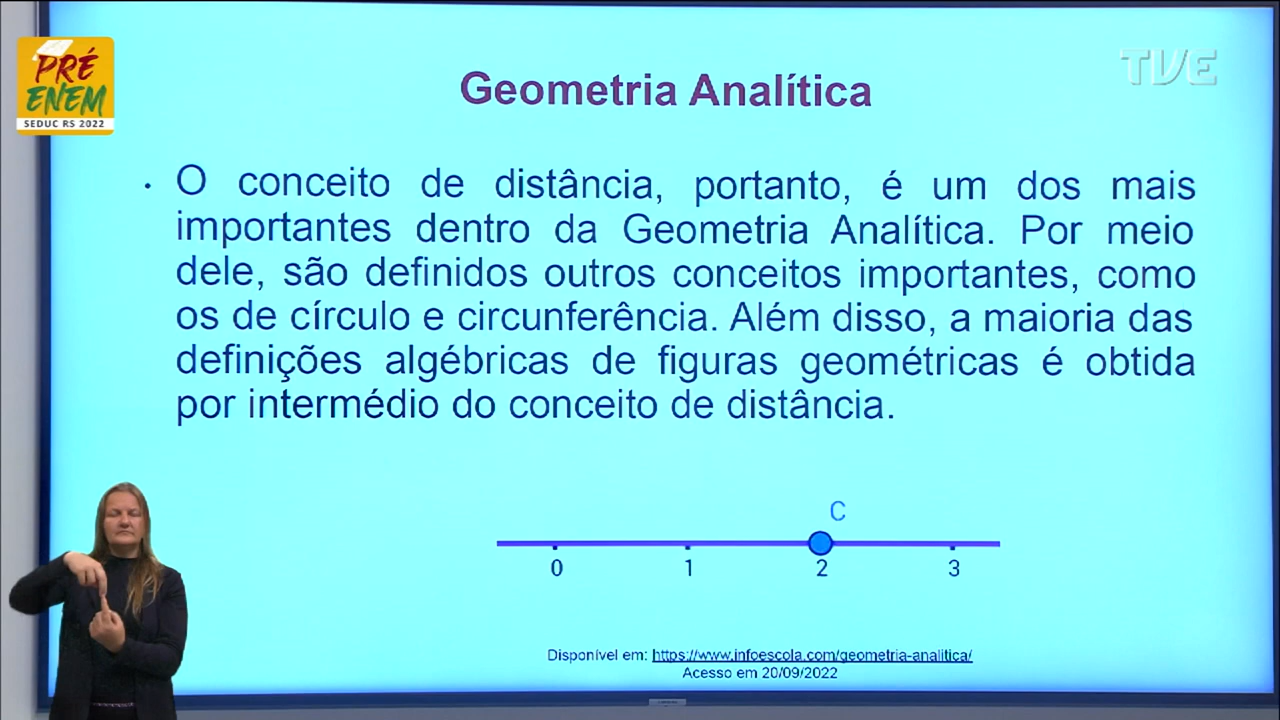 PRÉ
ENEM
SEDUC RS 2022
TVE
Geometria Analítica
• O conceito de distância, portanto, é um dos mais
importantes dentro da Geometria Analítica. Por meio
dele, são definidos outros conceitos importantes, como
os de círculo e circunferência. Além disso, a maioria das
definições algébricas de figuras geométricas é obtida
por intermédio do conceito de distância.
C
0 1 2 3
Disponível em: https://www.infoescola.com/geometria-analitica/
Acesso em 20/09/2022